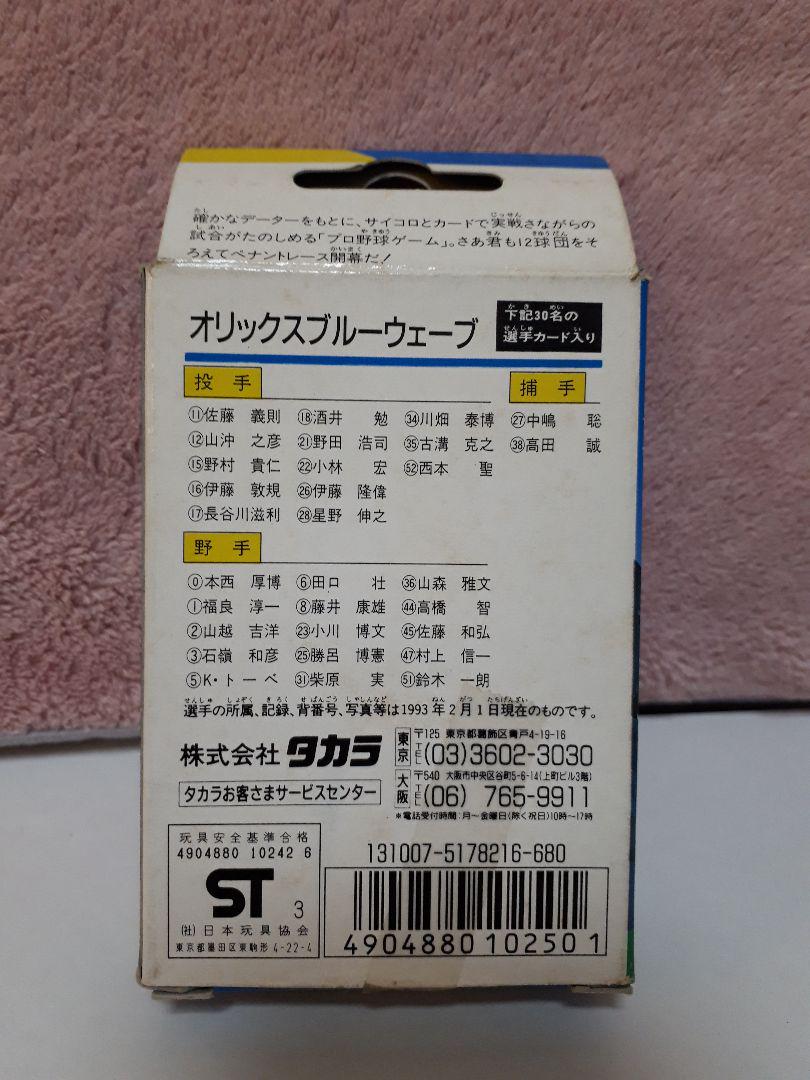 確かなデーターをもとに、サイコロとカードで実戦さながらの
試合がたのしめる「プロ野球ゲーム」。さあ君も12球団をそ
ろえてペナントレース開幕だ!
オリックスブルーウェーブ
下記30名の
選手カード入り
投手 捕手
⑪佐藤 義則 ⑱酒井 勉 ㉞川畑 泰博 ㉗中嶋 聡
⑫山沖 之彦 ㉑野田 浩司 ㉟古溝 克之 ㊳高田 誠
⑮野村 貴仁 ㉒小林 宏 52西本 聖
⑯伊藤 敦規 ㉖伊藤 隆偉
⑰長谷川滋利 ㉘星野 伸之
野手
⓪本西 厚博 ⑥田口 壮 ㊱山森 雅文
①福良 淳一 ⑧藤井 康雄 ㊹高橋 智
②山越 吉洋 ㉓小川 博文 ㊺佐藤 和弘
③石嶺 和彦 ㉕勝呂 博憲 ㊼村上 信一
⑤K・トーベ ㉛柴原 実 51鈴木 一朗
選手の所属、記録、背番号、写真等は1993年2月1日現在のものです。
株式会社 タカラ
タカラお客さまサービスセンター
東京 〒125 東京都葛飾区青戸4-19-16
TEL(03)3602-3030
大阪 〒540 大阪市中央区谷町5-6-14(上町ビル3階)
TEL(06) 765-9911
*電話受付時間:月〜金曜日(除く祝日)10時〜17時
玩具安全基準合格
4904880 10242 6
ST 3
(社)日本玩具協会
東京都墨田区東駒形4-22-4
131007-5178216-680
4904880102501